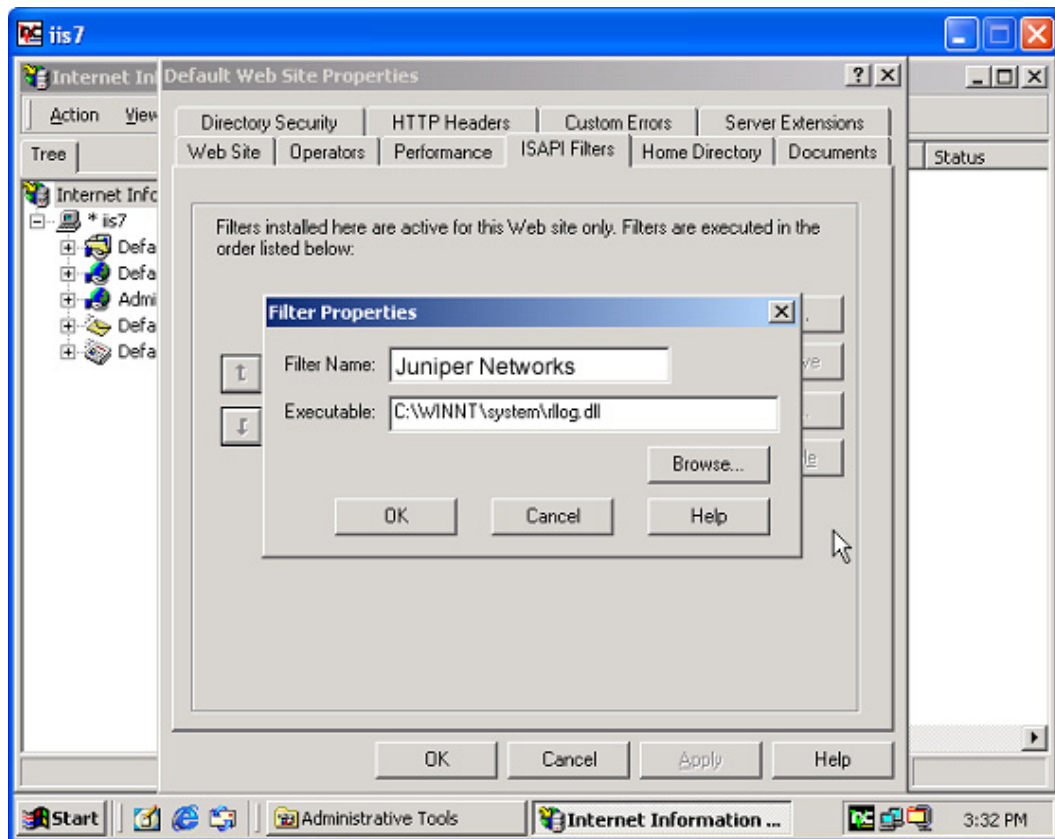 iis7
Internet In
Default Web Site Properties
Action View
Directory Security HTTP Headers Custom Errors Server Extensions
Tree
Web Site Operators Performance ISAPI Filters Home Directory Documents
Status
Internet Info
* iis7
Defa
Defa
Admi
Defa
Defa
Filters installed here are active for this Web site only. Filters are executed in the
order listed below:
Filter Properties
Filter Name: Juniper Networks
Executable: C:\WINNT\system\rllog.dll
Browse...
OK Cancel Help
OK Cancel Apply Help
Start Administrative Tools Internet Information ... 3:32 PM